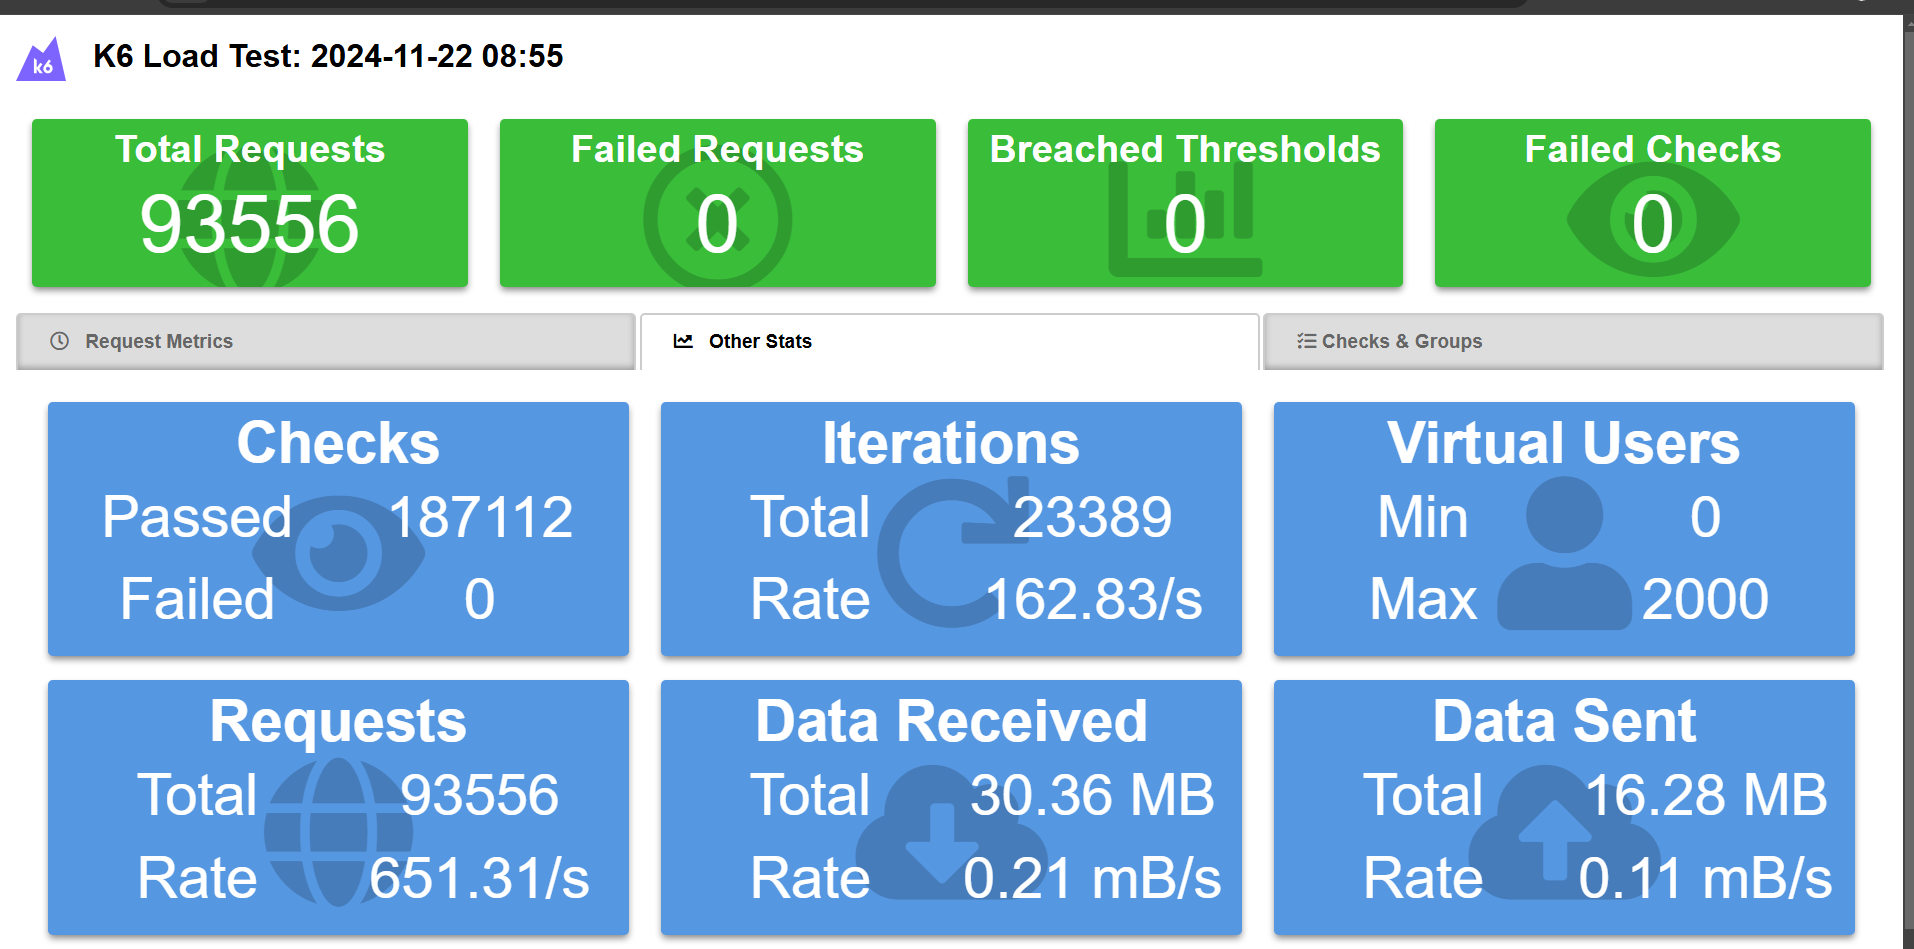 k6
K6 Load Test: 2024-11-22 08:55
Total Requests
93556
Failed Requests
0
Breached Thresholds
0
Failed Checks
0
Request Metrics
Other Stats
Checks & Groups
Checks
Passed 187112
Failed 0
Iterations
Total 23389
Rate 162.83/s
Virtual Users
Min 0
Max 2000
Requests
Total 93556
Rate 651.31/s
Data Received
Total 30.36 MB
Rate 0.21 mB/s
Data Sent
Total 16.28 MB
Rate 0.11 mB/s